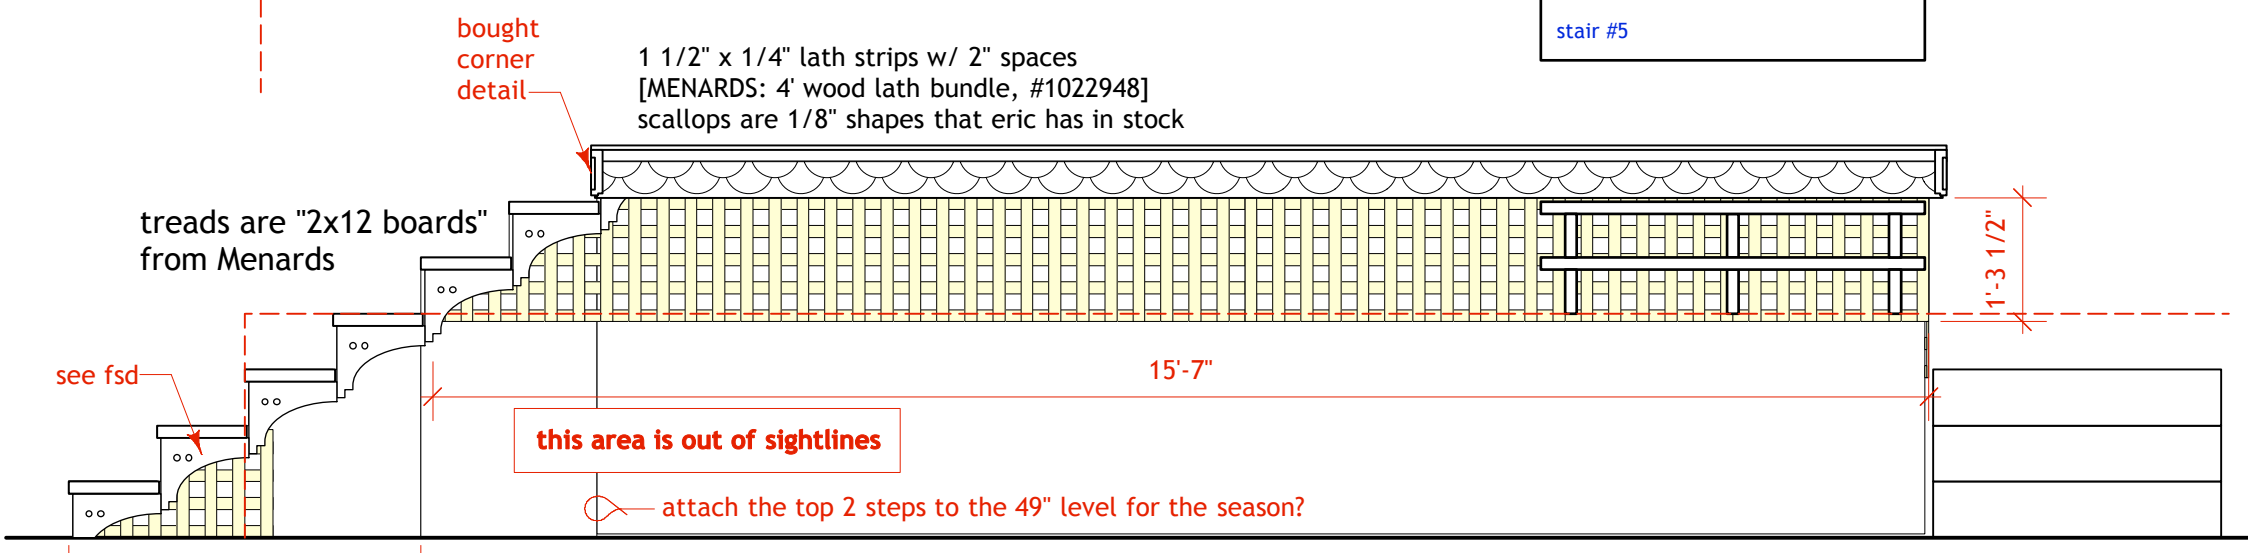 bought
corner
detail
1 1/2" x 1/4" lath strips w/ 2" spaces
[MENARDS: 4' wood lath bundle, #1022948]
scallops are 1/8" shapes that eric has in stock
stair #5
treads are "2x12 boards"
from Menards
1'-3 1/2"
see fsd
15'-7"
this area is out of sightlines
attach the top 2 steps to the 49" level for the season?